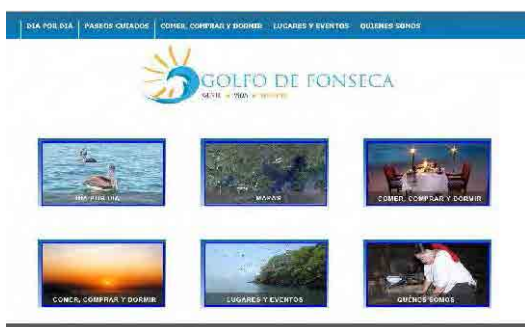 DIA POR DIA | PASEOS GUIADOS | COMER, COMPRAR Y DORMIR LUGARES Y EVENTOS QUIENES SOMOS
GOLFO DE FONSECA
VIDA
DIA POR DIA
MAPAS
COMER, COMPRAR Y DORMIR
COMER, COMPRAR Y DORMIR
LUGARES Y EVENTOS
QUIENES SOMOS